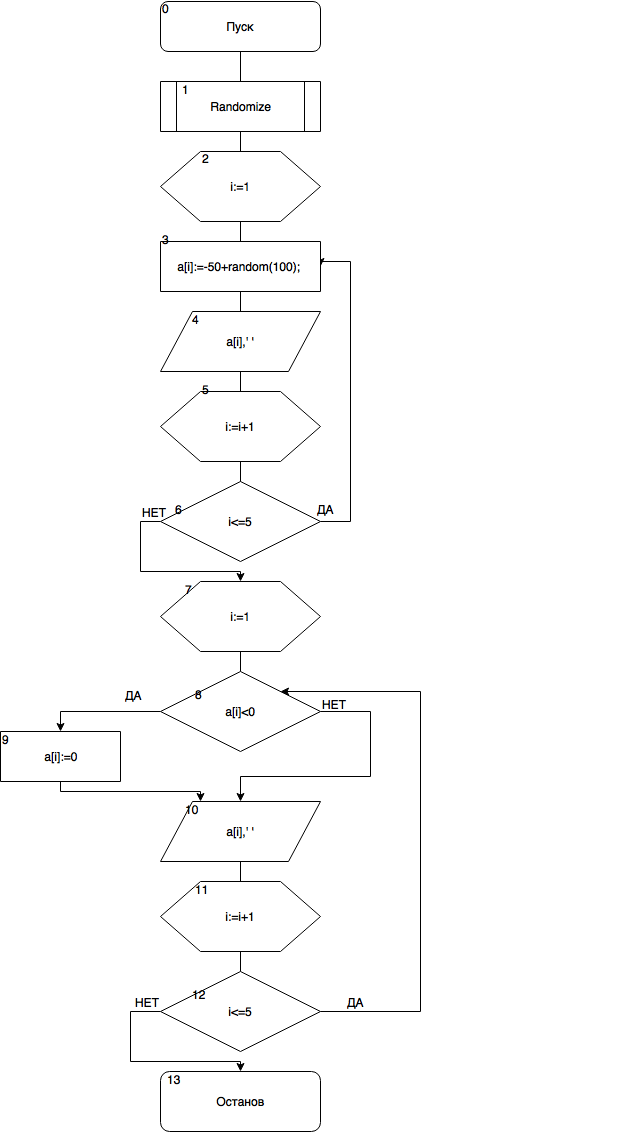 0
Пуск
1
Randomize
2
i:=1
3
a[i]:=-50+random(100);
4
a[i],' '
5
i:=i+1
НЕТ
6
ДА
i<=5
7
i:=1
ДА
8
НЕТ
a[i]<0
9
a[i]:=0
10
a[i],' '
11
i:=i+1
12
НЕТ
ДА
i<=5
13
Останов